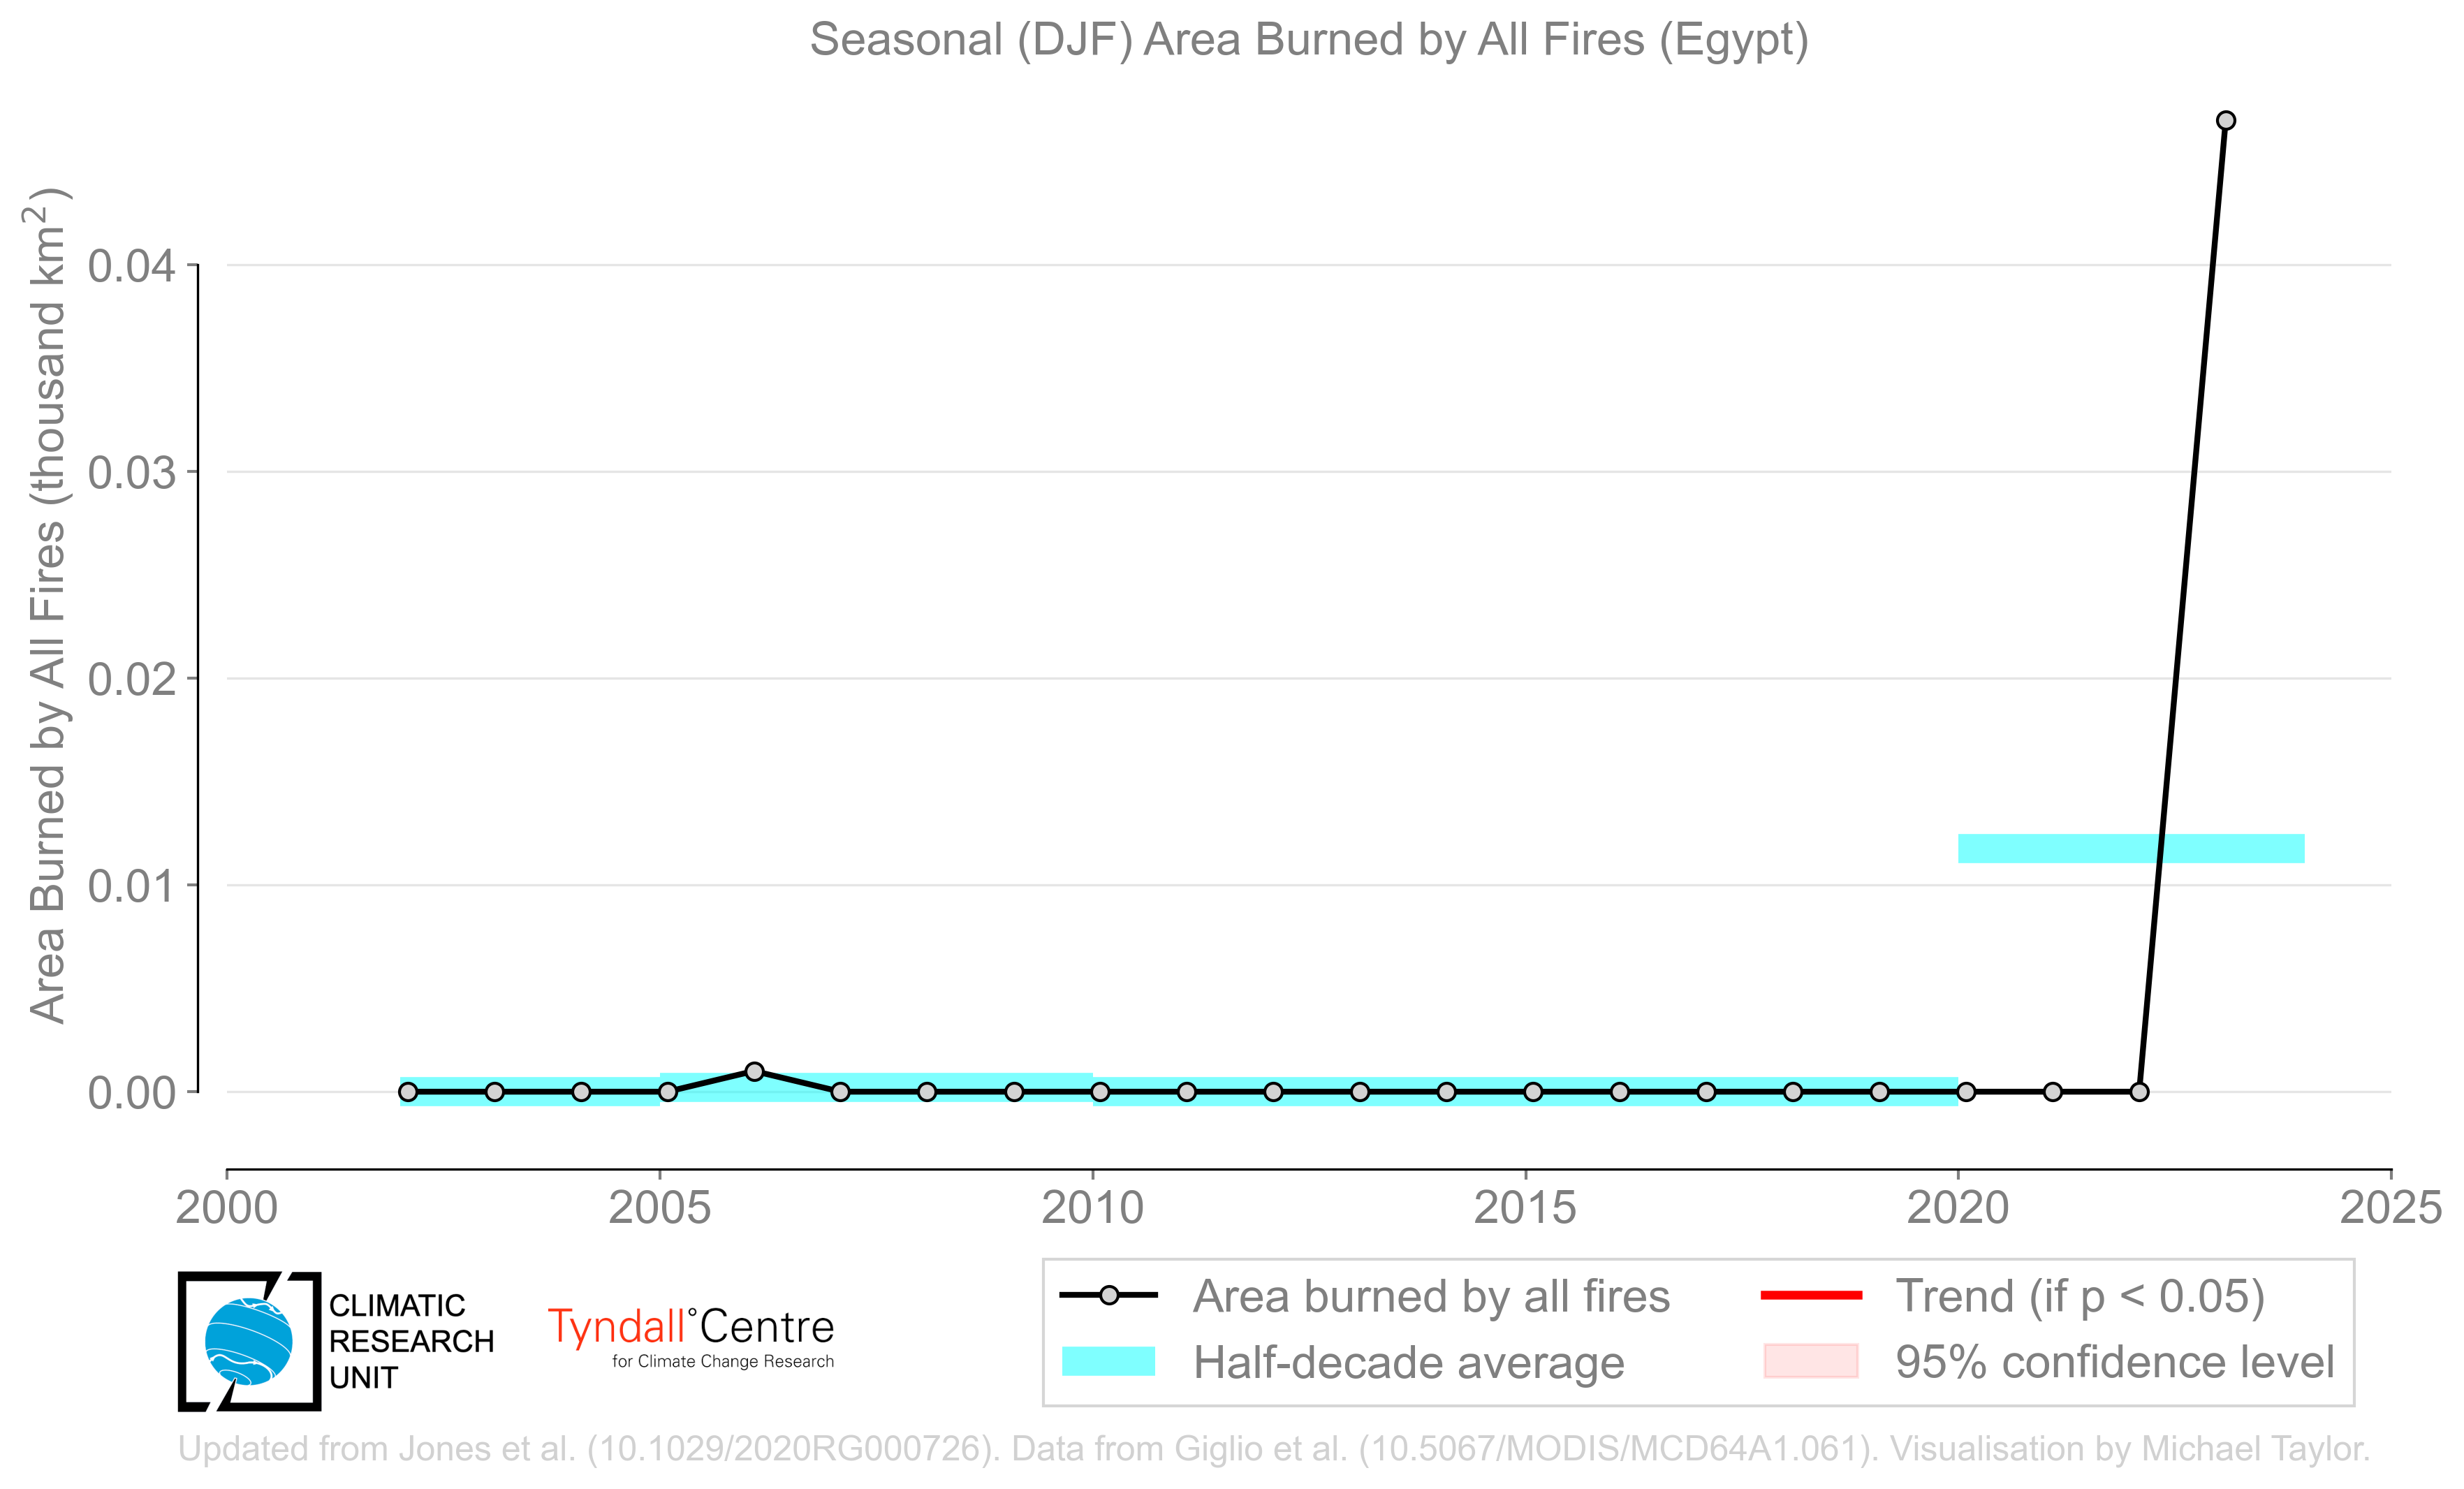 Seasonal (DJF) Area Burned by All Fires (Egypt)
Area Burned by All Fires (thousand km²)
0.04
0.03
0.02
0.01
0.00
2000 2005 2010 2015 2020 2025
CLIMATIC
RESEARCH
UNIT
Tyndall°Centre
for Climate Change Research
Area burned by all fires
Half-decade average
Trend (if p < 0.05)
95% confidence level
Updated from Jones et al. (10.1029/2020RG000726). Data from Giglio et al. (10.5067/MODIS/MCD64A1.061). Visualisation by Michael Taylor.